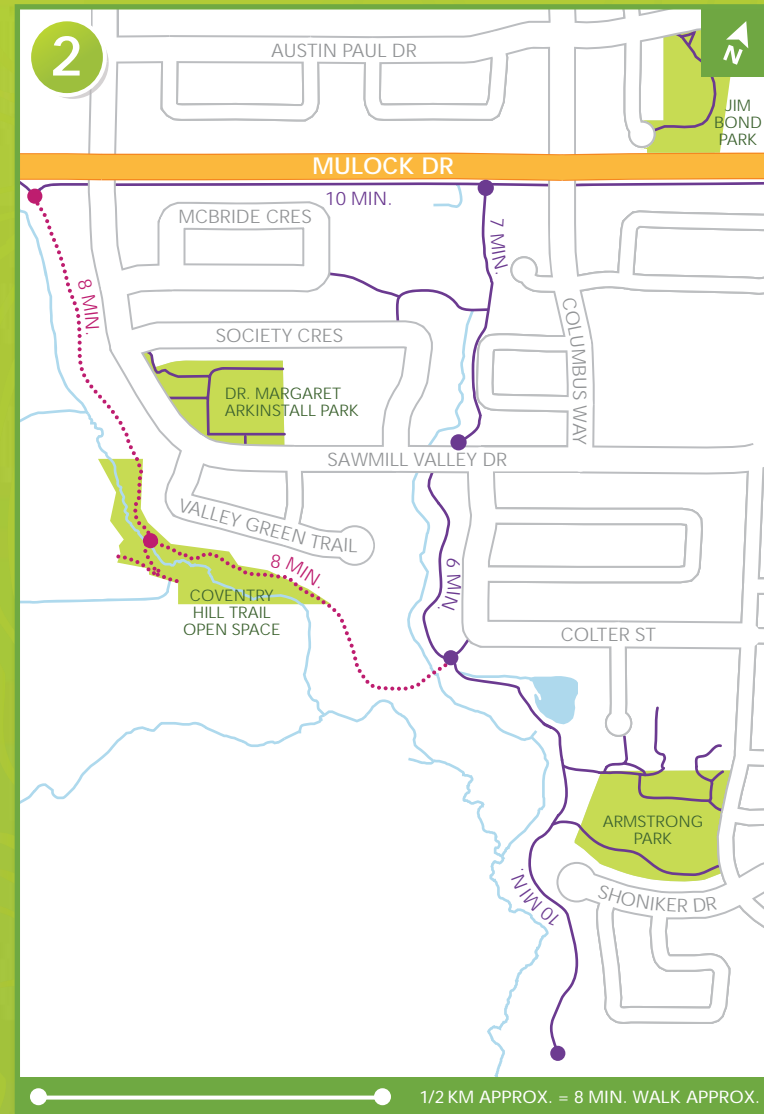 2
AUSTIN PAUL DR
N
JIM
BOND
PARK
MULOCK DR
10 MIN.
MCBRIDE CRES
7 MIN.
8 MIN.
COLUMBUS WAY
SOCIETY CRES
DR. MARGARET
ARKINSTALL PARK
SAWMILL VALLEY DR
VALLEY GREEN TRAIL
8 MIN.
6 MIN.
COVENTRY
HILL TRAIL
OPEN SPACE
COLTER ST
ARMSTRONG
PARK
10 MIN.
SHONIKER DR
1/2 KM APPROX. = 8 MIN. WALK APPROX.